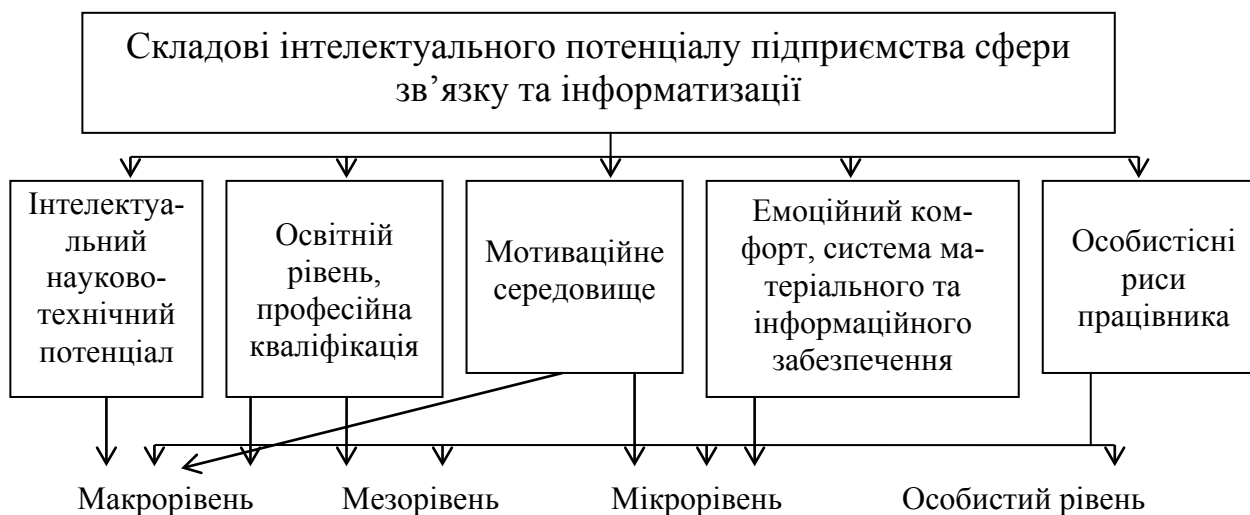 Складові інтелектуального потенціалу підприємства сфери
зв’язку та інформатизації
Інтелектуа-
льний
науково-
технічний
потенціал
Освітній
рівень,
професійна
кваліфікація
Мотиваційне
середовище
Емоційний ком-
форт, система ма-
теріального та
інформаційного
забезпечення
Особистісні
риси
працівника
Макрорівень
Мезорівень
Мікрорівень
Особистий рівень